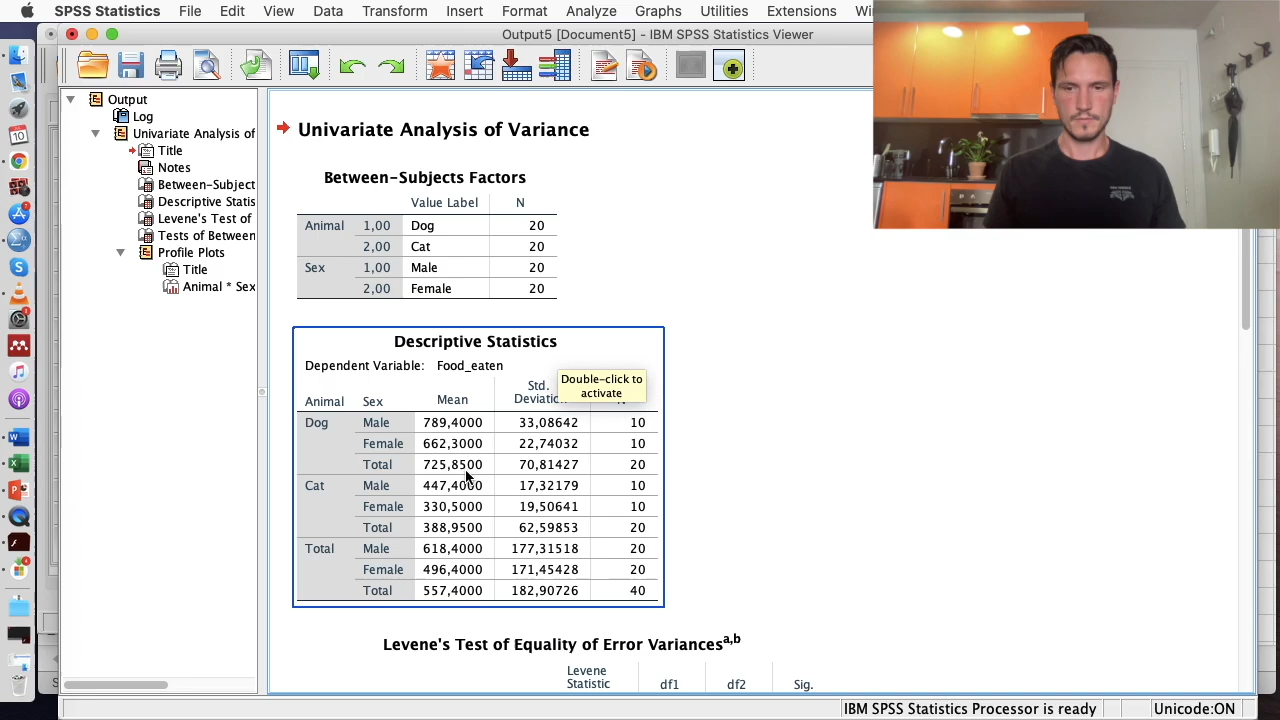 SPSS Statistics File Edit View Data Transform Insert Format Analyze Graphs Utilities Extensions Wi
Output5 [Document5] - IBM SPSS Statistics Viewer
Output
Log
Univariate Analysis of
Title
Notes
Between-Subject
Descriptive Statis
Levene's Test of
Tests of Between
Profile Plots
Title
Animal * Sex
Univariate Analysis of Variance
Between-Subjects Factors
Value Label N
Animal 1,00 Dog 20
2,00 Cat 20
Sex 1,00 Male 20
2,00 Female 20
Descriptive Statistics
Dependent Variable: Food_eaten
Double-click to
activate
Animal Sex Mean Std.
Deviation N
Dog Male 789,4000 33,08642 10
Female 662,3000 22,74032 10
Total 725,8500 70,81427 20
Cat Male 447,4000 17,32179 10
Female 330,5000 19,50641 10
Total 388,9500 62,59853 20
Total Male 618,4000 177,31518 20
Female 496,4000 171,45428 20
Total 557,4000 182,90726 40
Levene's Test of Equality of Error Variancesa,b
Levene
Statistic df1 df2 Sig.
IBM SPSS Statistics Processor is ready Unicode:ON